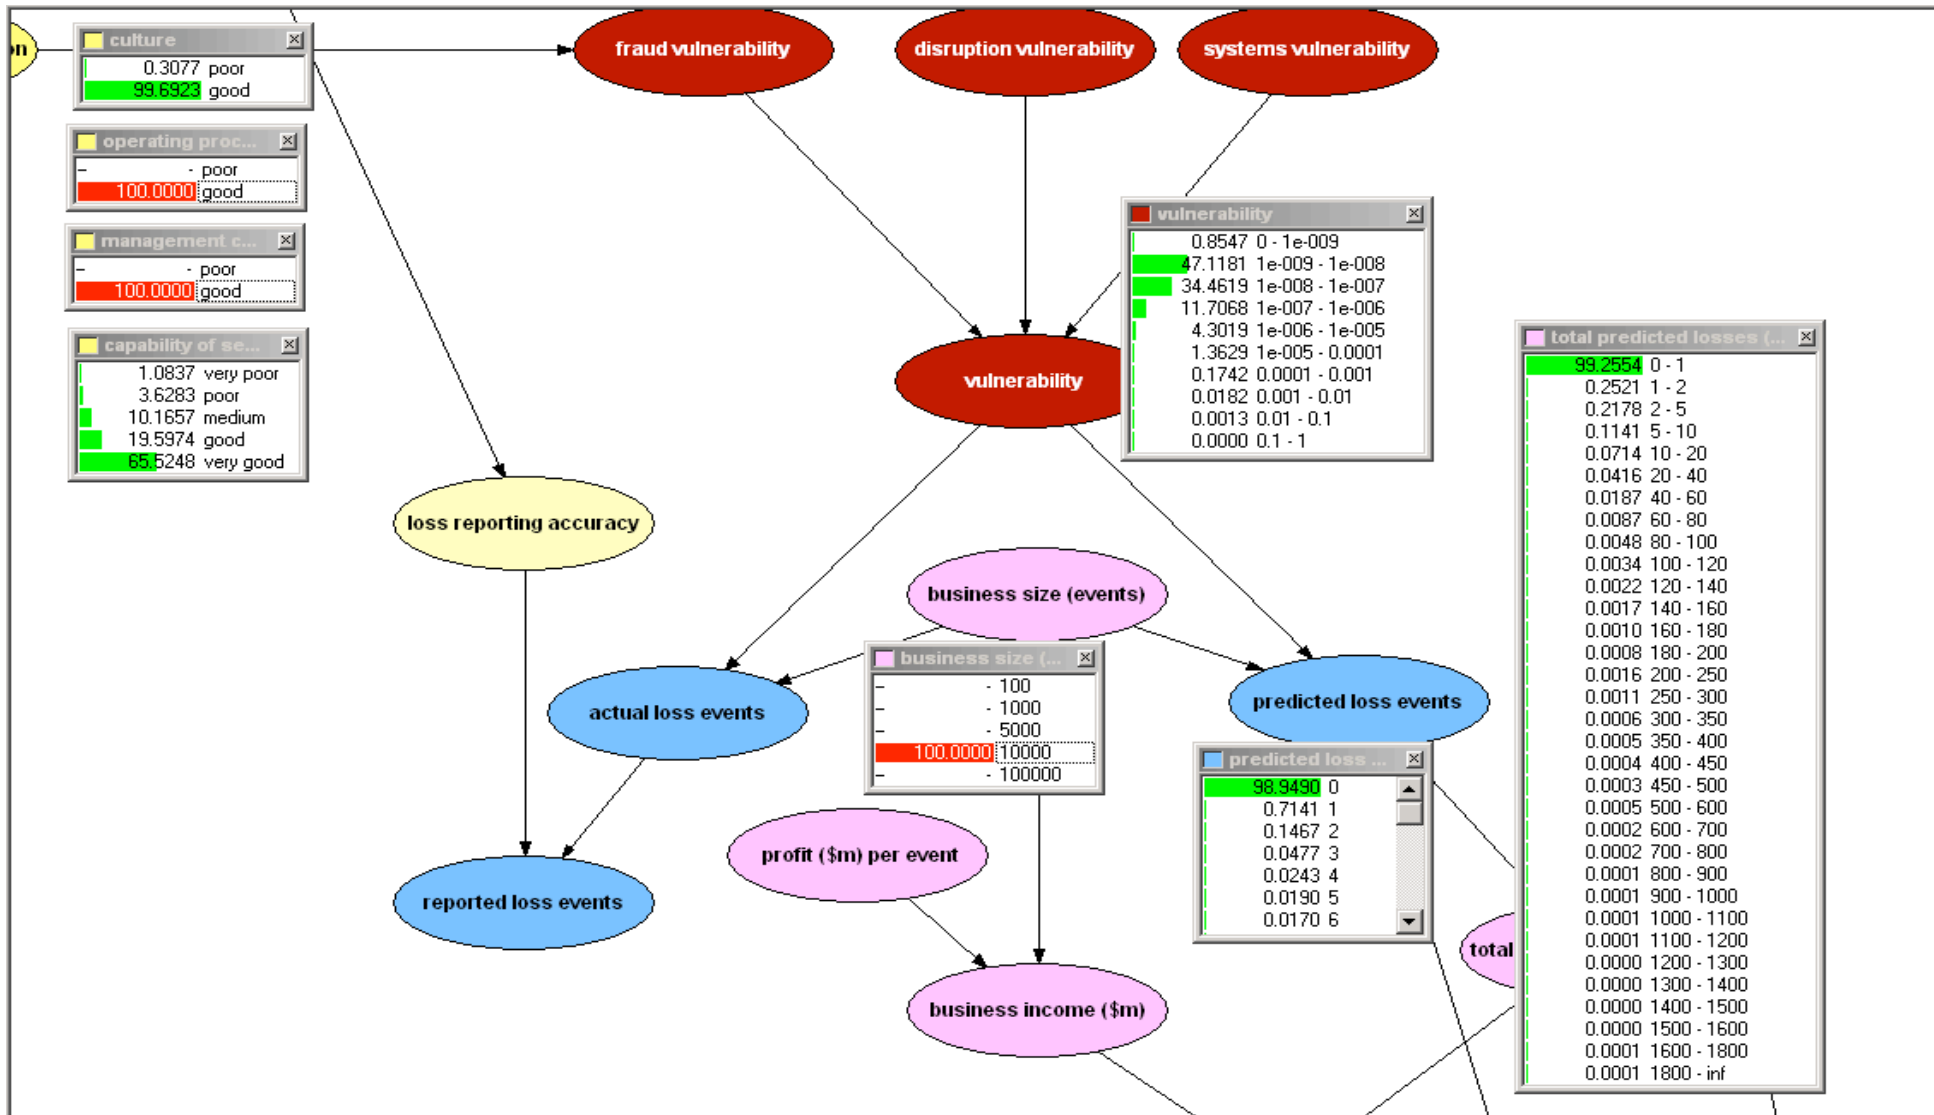 on
culture
0.3077 poor
99.6923 good
operating proc...
- - poor
100.0000 good
management c...
- - poor
100.0000 good
capability of se...
1.0837 very poor
3.6283 poor
10.1657 medium
19.5974 good
65.5248 very good
fraud vulnerability
disruption vulnerability
systems vulnerability
vulnerability
0.8547 0 - 1e-009
47.1181 1e-009 - 1e-008
34.4619 1e-008 - 1e-007
11.7068 1e-007 - 1e-006
4.3019 1e-006 - 1e-005
1.3629 1e-005 - 0.0001
0.1742 0.0001 - 0.001
0.0182 0.001 - 0.01
0.0013 0.01 - 0.1
0.0000 0.1 - 1
vulnerability
loss reporting accuracy
business size (events)
business size (...
- - 100
- - 1000
- - 5000
100.0000 10000
- - 100000
actual loss events
predicted loss events
predicted loss ...
98.9490 0
0.7141 1
0.1467 2
0.0477 3
0.0243 4
0.0190 5
0.0170 6
profit ($m) per event
reported loss events
business income ($m)
total
total predicted losses (...
99.2554 0 - 1
0.2521 1 - 2
0.2178 2 - 5
0.1141 5 - 10
0.0714 10 - 20
0.0416 20 - 40
0.0187 40 - 60
0.0087 60 - 80
0.0048 80 - 100
0.0034 100 - 120
0.0022 120 - 140
0.0017 140 - 160
0.0010 160 - 180
0.0008 180 - 200
0.0016 200 - 250
0.0011 250 - 300
0.0006 300 - 350
0.0005 350 - 400
0.0004 400 - 450
0.0003 450 - 500
0.0005 500 - 600
0.0002 600 - 700
0.0002 700 - 800
0.0001 800 - 900
0.0001 900 - 1000
0.0001 1000 - 1100
0.0001 1100 - 1200
0.0000 1200 - 1300
0.0000 1300 - 1400
0.0000 1400 - 1500
0.0000 1500 - 1600
0.0001 1600 - 1800
0.0001 1800 - inf